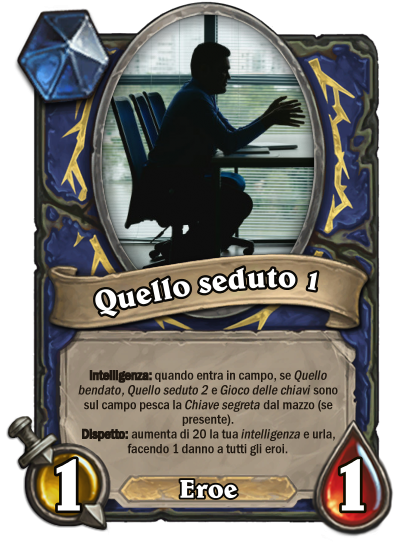 Quello seduto 1
Intelligenza: quando entra in campo, se Quello
bendato, Quello seduto 2 e Gioco delle chiavi sono
sul campo pesca la Chiave segreta dal mazzo (se
presente).
Dispetto: aumenta di 20 la tua intelligenza e urla,
facendo 1 danno a tutti gli eroi.
1
Eroe
1